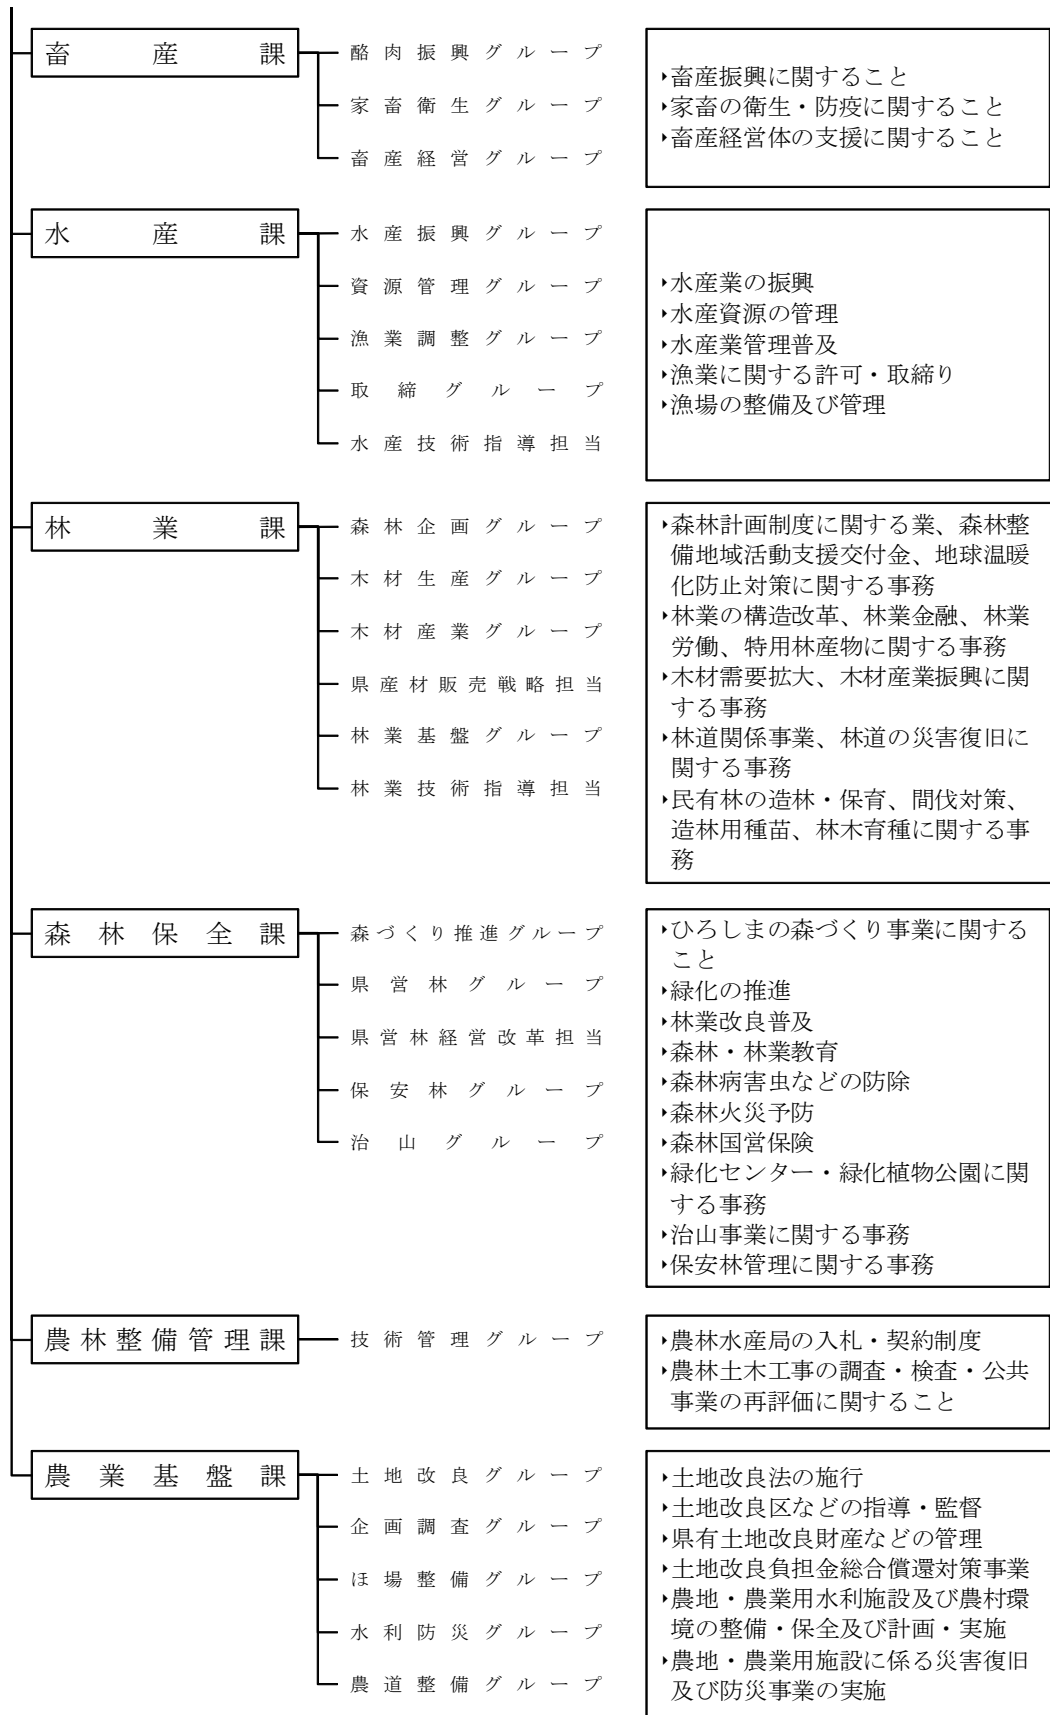 畜産課
酪肉振興グループ
家畜衛生グループ
畜産経営グループ
‣畜産振興に関すること
‣家畜の衛生・防疫に関すること
‣畜産経営体の支援に関すること
水産課
水産振興グループ
資源管理グループ
漁業調整グループ
取締グループ
水産技術指導担当
‣水産業の振興
‣水産資源の管理
‣水産業管理普及
‣漁業に関する許可・取締り
‣漁場の整備及び管理
林業課
森林企画グループ
木材生産グループ
木材産業グループ
県産材販売戦略担当
林業基盤グループ
林業技術指導担当
‣森林計画制度に関する業、森林整
備地域活動支援交付金、地球温暖
化防止対策に関する事務
‣林業の構造改革、林業金融、林業
労働、特用林産物に関する事務
‣木材需要拡大、木材産業振興に関
する事務
‣林道関係事業、林道の災害復旧に
関する事務
‣民有林の造林・保育、間伐対策、
造林用種苗、林木育種に関する事
務
森林保全課
森づくり推進グループ
県営林グループ
県営林経営改革担当
保安林グループ
治山グループ
‣ひろしまの森づくり事業に関する
こと
‣緑化の推進
‣林業改良普及
‣森林・林業教育
‣森林病害虫などの防除
‣森林火災予防
‣森林国営保険
‣緑化センター・緑化植物公園に関
する事務
‣治山事業に関する事務
‣保安林管理に関する事務
農林整備管理課
技術管理グループ
‣農林水産局の入札・契約制度
‣農林土木工事の調査・検査・公共
事業の再評価に関すること
農業基盤課
土地改良グループ
企画調査グループ
ほ場整備グループ
水利防災グループ
農道整備グループ
‣土地改良法の施行
‣土地改良区などの指導・監督
‣県有土地改良財産などの管理
‣土地改良負担金総合償還対策事業
‣農地・農業用水利施設及び農村環
境の整備・保全及び計画・実施
‣農地・農業用施設に係る災害復旧
及び防災事業の実施